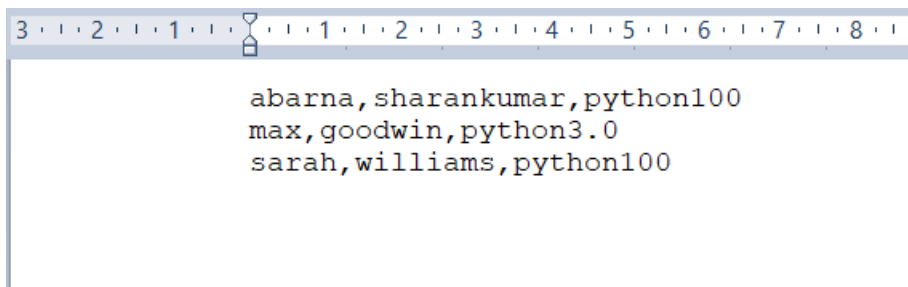 3 2 1 1 2 3 4 5 6 7 8
abarna,sharankumar,python100
max,goodwin,python3.0
sarah,williams,python100